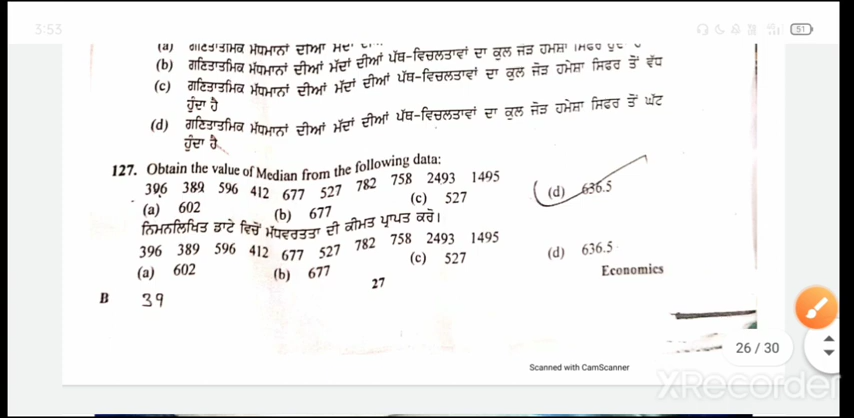 3:53
51
(a) ਗਣਿਤਾਤਮਿਕ ਮੱਧਮਾਨਾਂ ਦੀਆਂ
(b) ਗਣਿਤਾਤਮਿਕ ਮੱਧਮਾਨਾਂ ਦੀਆਂ ਮੱਦਾਂ ਦੀਆਂ ਪੱਥ-ਵਿਚਲਤਾਵਾਂ ਦਾ ਕੁਲ ਜੋੜ ਹਮੇਸ਼ਾ
(c) ਗਣਿਤਾਤਮਿਕ ਮੱਧਮਾਨਾਂ ਦੀਆਂ ਮੱਦਾਂ ਦੀਆਂ ਪੱਥ-ਵਿਚਲਤਾਵਾਂ ਦਾ ਕੁਲ ਜੋੜ ਹਮੇਸ਼ਾ ਸਿਫਰ ਤੋਂ ਵੱਧ
ਹੁੰਦਾ ਹੈ
(d) ਗਣਿਤਾਤਮਿਕ ਮੱਧਮਾਨਾਂ ਦੀਆਂ ਮੱਦਾਂ ਦੀਆਂ ਪੱਥ-ਵਿਚਲਤਾਵਾਂ ਦਾ ਕੁਲ ਜੋੜ ਹਮੇਸ਼ਾ ਸਿਫਰ ਤੋਂ ਘੱਟ
ਹੁੰਦਾ ਹੈ
127. Obtain the value of Median from the following data:
396 389 596 412 677 527 782 758 2493 1495
(a) 602 (b) 677 (c) 527 (d) 636.5
ਨਿਮਨਲਿਖਿਤ ਡਾਟੇ ਵਿਚੋਂ ਮੱਧਵਰਤਤਾ ਦੀ ਕੀਮਤ ਪ੍ਰਾਪਤ ਕਰੋ।
396 389 596 412 677 527 782 758 2493 1495
(a) 602 (b) 677 (c) 527 (d) 636.5
27 Economics
B 39
26 / 30
Scanned with CamScanner
XRecorder